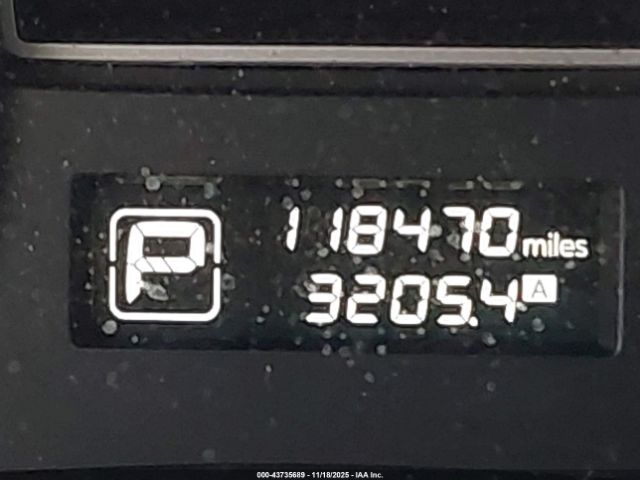 P
118470 miles
3205.4 A
000-43735689 - 11/18/2025 - IAA Inc.